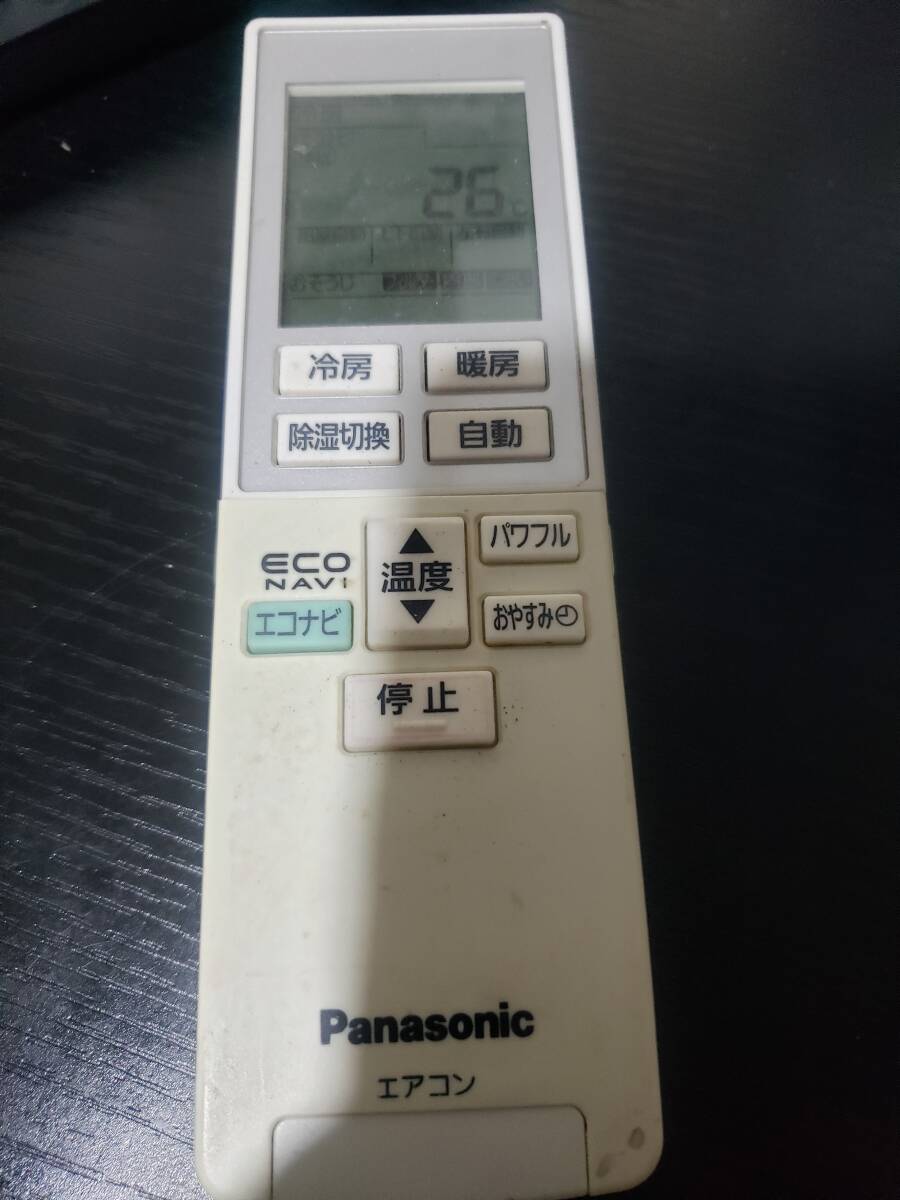 26℃
おそうじ
冷房
暖房
除湿切換
自動
ECO
NAVi
エコナビ
▲
温度
▼
パワフル
おやすみ
停止
Panasonic
エアコン